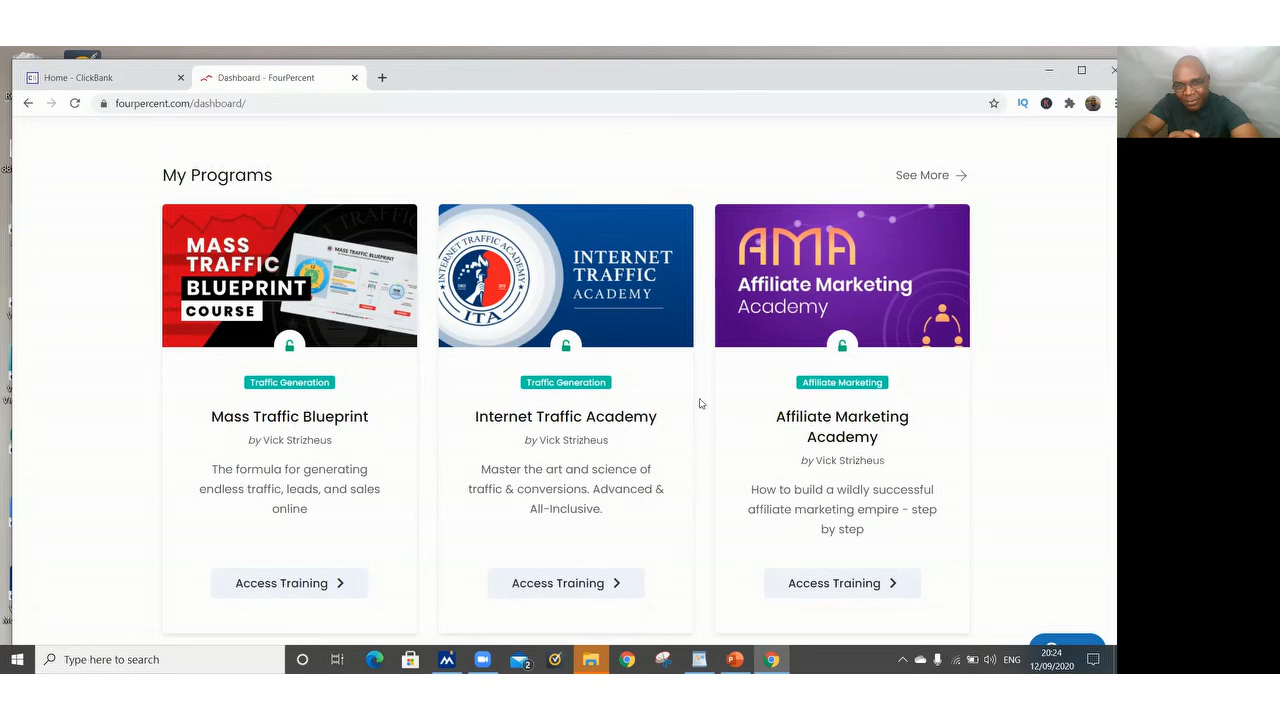 Home - ClickBank
Dashboard - FourPercent
fourpercent.com/dashboard/
IQ
K
My Programs
See More
MASS
TRAFFIC
BLUEPRINT
COURSE
MASS TRAFFIC BLUEPRINT
INTERNET TRAFFIC ACADEMY
ITA
INTERNET
TRAFFIC
ACADEMY
AMA
Affiliate Marketing
Academy
Traffic Generation
Traffic Generation
Affiliate Marketing
Mass Traffic Blueprint
by Vick Strizheus
The formula for generating
endless traffic, leads, and sales
online
Access Training
Internet Traffic Academy
by Vick Strizheus
Master the art and science of
traffic & conversions. Advanced &
All-Inclusive.
Access Training
Affiliate Marketing
Academy
by Vick Strizheus
How to build a wildly successful
affiliate marketing empire - step
by step
Access Training
Type here to search
2
ENG
20:24
12/09/2020